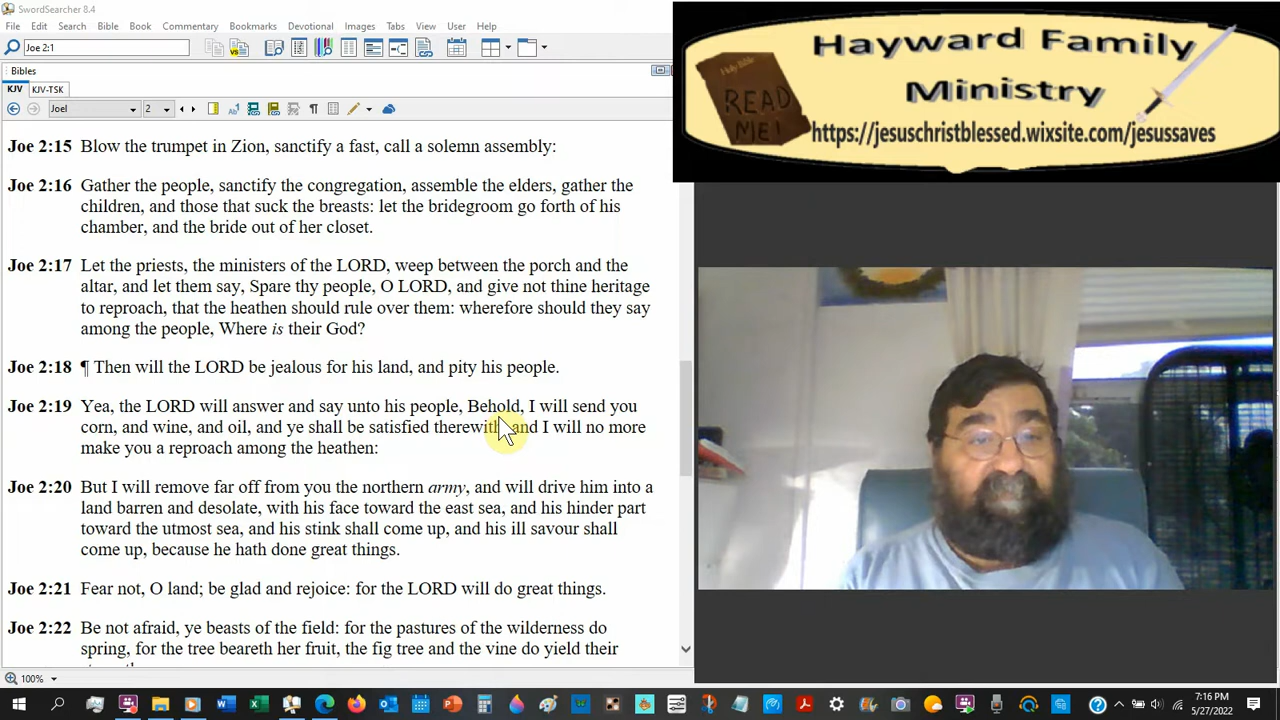 SwordSearcher 8.4
File Edit Search Bible Book Commentary Bookmarks Devotional Images Tabs View User Help
Joe 2:1
Bibles
KJV KJV-TSK
Joel 2
Joe 2:15 Blow the trumpet in Zion, sanctify a fast, call a solemn assembly:
Joe 2:16 Gather the people, sanctify the congregation, assemble the elders, gather the
children, and those that suck the breasts: let the bridegroom go forth of his
chamber, and the bride out of her closet.
Joe 2:17 Let the priests, the ministers of the LORD, weep between the porch and the
altar, and let them say, Spare thy people, O LORD, and give not thine heritage
to reproach, that the heathen should rule over them: wherefore should they say
among the people, Where is their God?
Joe 2:18 ¶ Then will the LORD be jealous for his land, and pity his people.
Joe 2:19 Yea, the LORD will answer and say unto his people, Behold, I will send you
corn, and wine, and oil, and ye shall be satisfied therewith: and I will no more
make you a reproach among the heathen:
Joe 2:20 But I will remove far off from you the northern army, and will drive him into a
land barren and desolate, with his face toward the east sea, and his hinder part
toward the utmost sea, and his stink shall come up, and his ill savour shall
come up, because he hath done great things.
Joe 2:21 Fear not, O land; be glad and rejoice: for the LORD will do great things.
Joe 2:22 Be not afraid, ye beasts of the field: for the pastures of the wilderness do
spring, for the tree beareth her fruit, the fig tree and the vine do yield their
100%
Hayward Family
Ministry
https://jesuschristblessed.wixsite.com/jesussaves
Holy Bible
READ
ME!
7:16 PM
5/27/2022